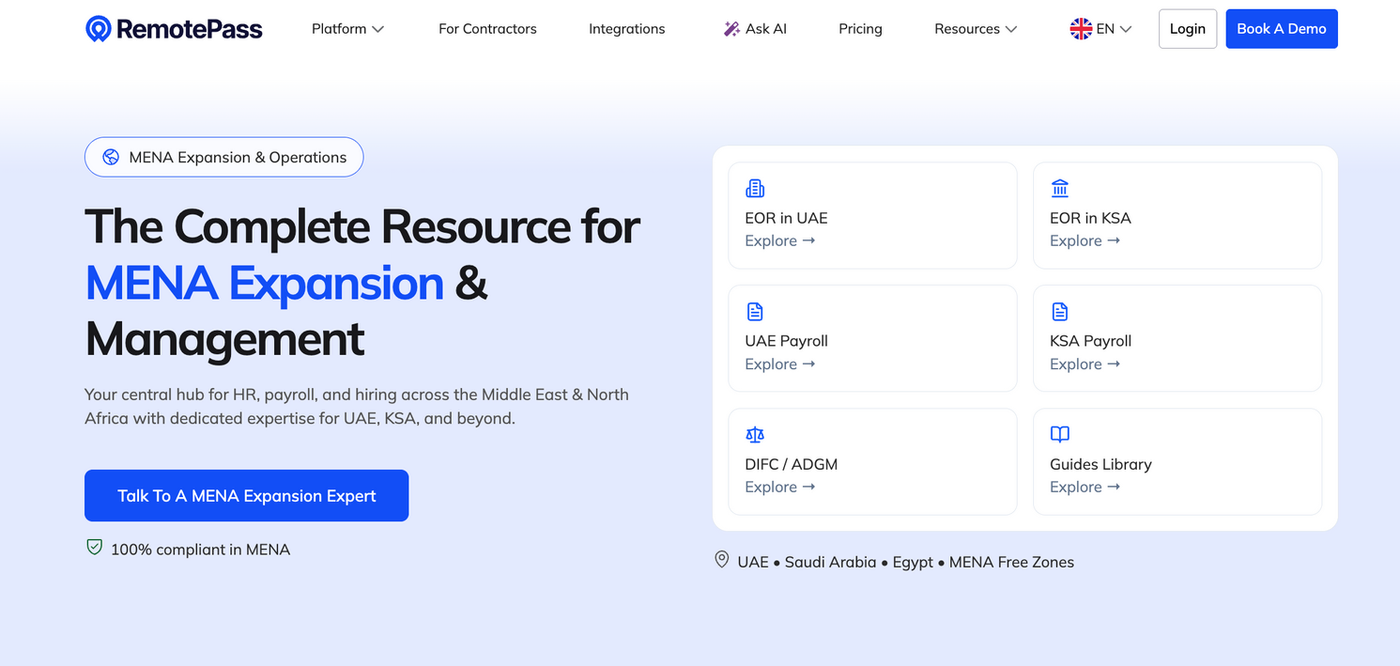 RemotePass
Platform
For Contractors
Integrations
Ask AI
Pricing
Resources
EN
Login
Book A Demo
MENA Expansion & Operations
The Complete Resource for
MENA Expansion &
Management
Your central hub for HR, payroll, and hiring across the Middle East & North
Africa with dedicated expertise for UAE, KSA, and beyond.
Talk To A MENA Expansion Expert
100% compliant in MENA
EOR in UAE
Explore →
EOR in KSA
Explore →
UAE Payroll
Explore →
KSA Payroll
Explore →
DIFC / ADGM
Explore →
Guides Library
Explore →
UAE • Saudi Arabia • Egypt • MENA Free Zones